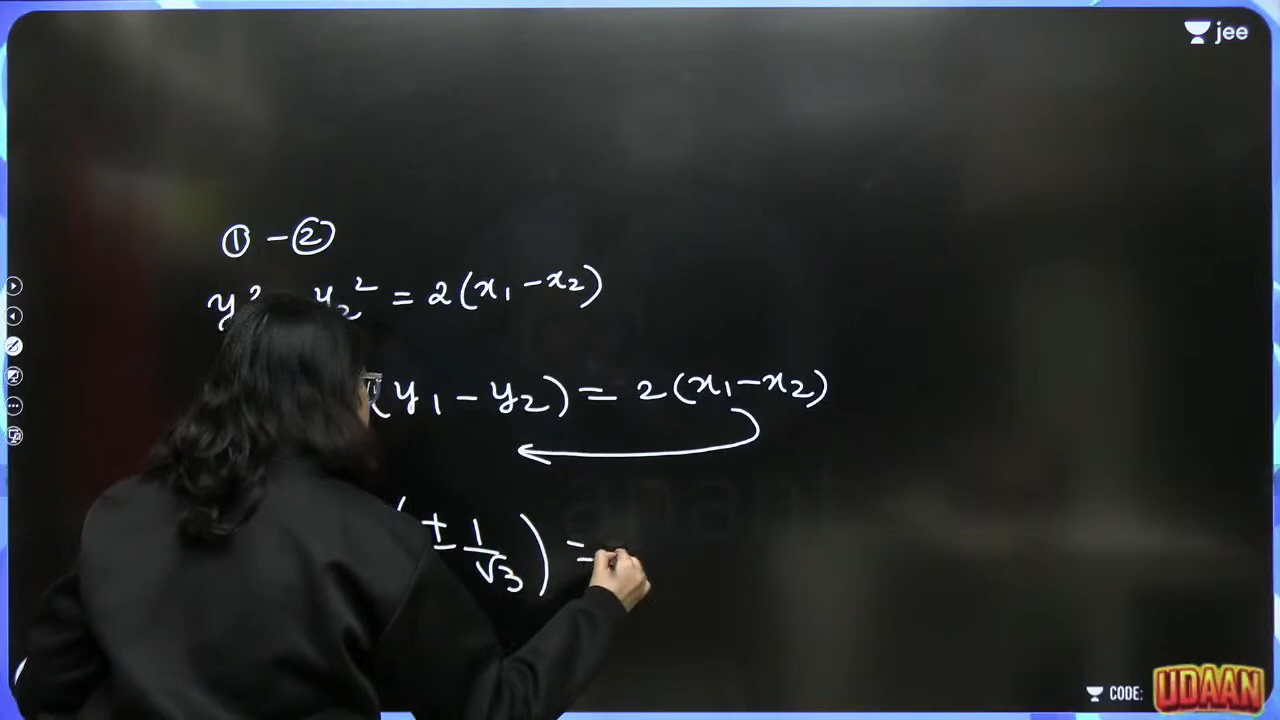 jee
① - ②
y₂² = 2(x₁ - x₂)
(y₁ - y₂) = 2(x₁ - x₂)
(± 1/√3) =
CODE: UDAAN